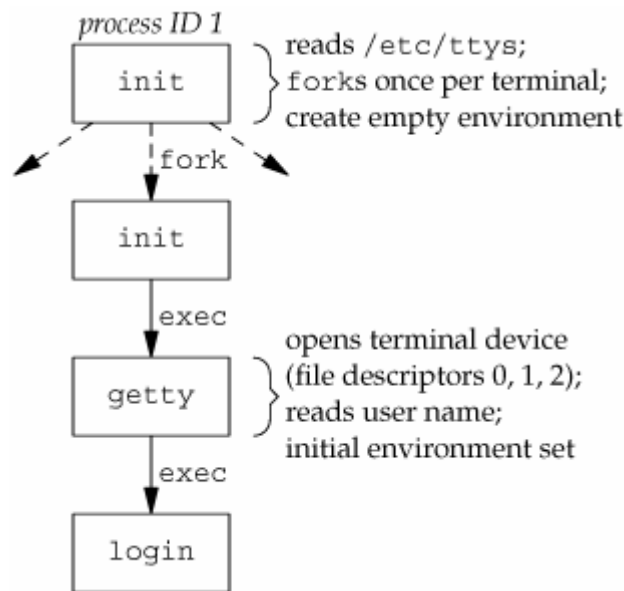 process ID 1
init
reads /etc/ttys;
forks once per terminal;
create empty environment
fork
init
exec
getty
opens terminal device
(file descriptors 0, 1, 2);
reads user name;
initial environment set
exec
login